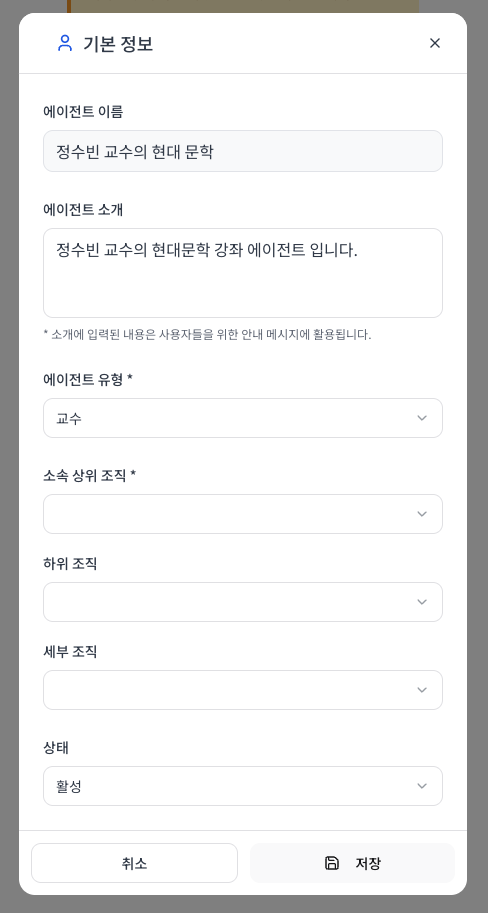 기본 정보
에이전트 이름
정수빈 교수의 현대 문학
에이전트 소개
정수빈 교수의 현대문학 강좌 에이전트 입니다.
* 소개에 입력된 내용은 사용자들을 위한 안내 메시지에 활용됩니다.
에이전트 유형 *
교수
소속 상위 조직 *
하위 조직
세부 조직
상태
활성
취소
저장